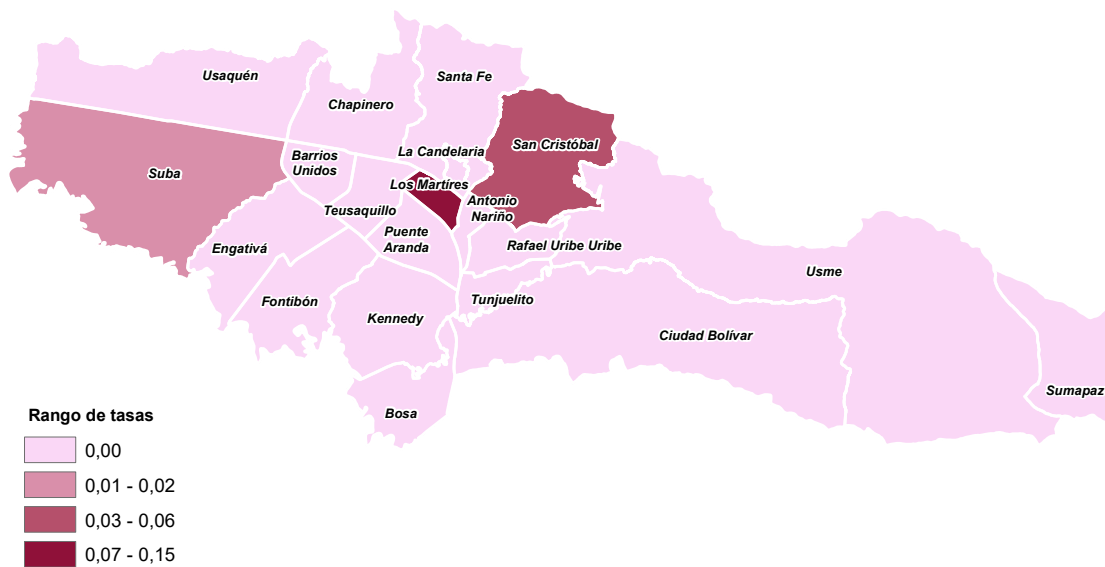 Usaquén
Santa Fe
Chapinero
San Cristóbal
La Candelaria
Barrios
Unidos
Suba
Los Martíres
Antonio
Nariño
Teusaquillo
Puente
Aranda
Engativá
Rafael Uribe Uribe
Usme
Fontibón
Tunjuelito
Kennedy
Ciudad Bolívar
Sumapaz
Bosa
Rango de tasas
0,00
0,01 - 0,02
0,03 - 0,06
0,07 - 0,15